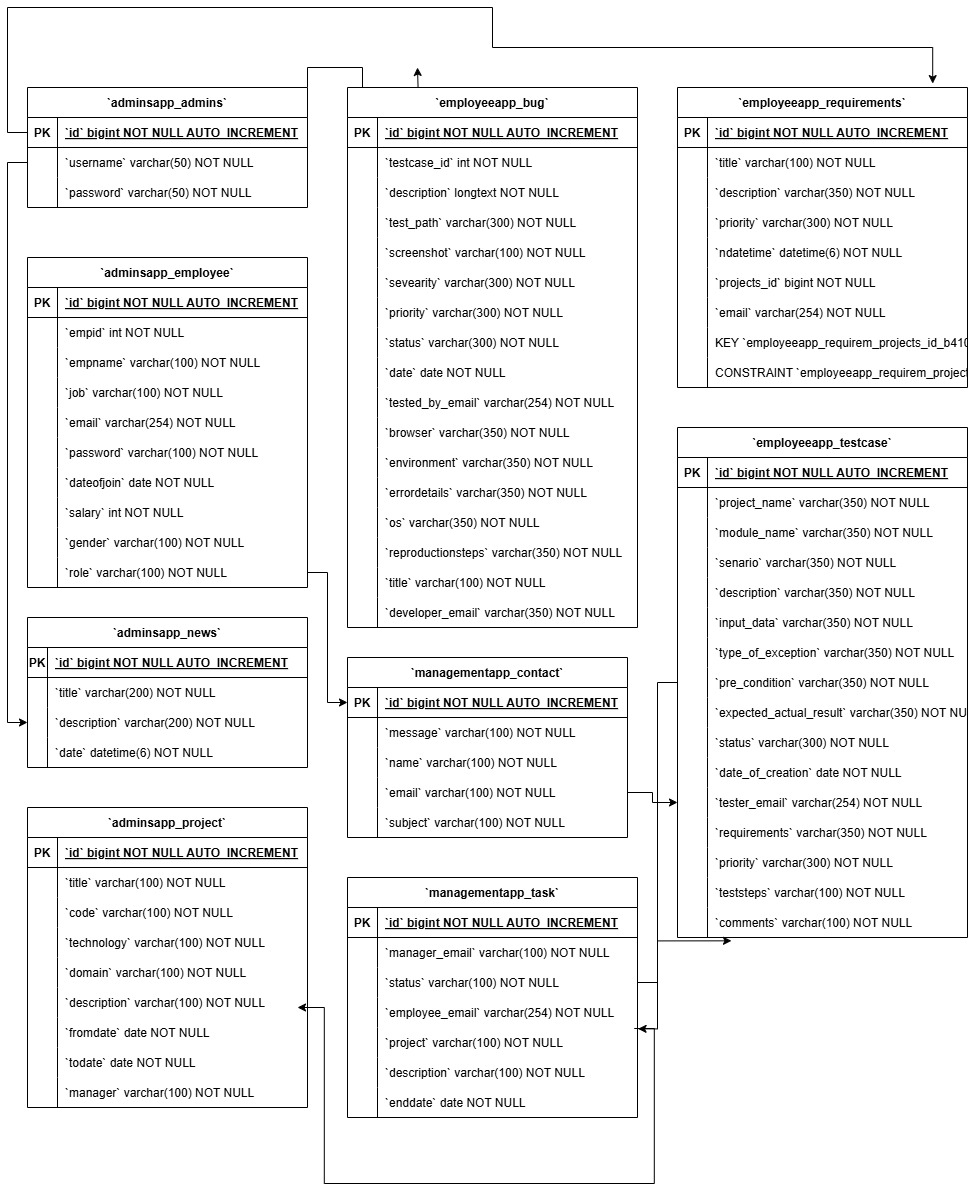 `adminsapp_admins`
PK `id` bigint NOT NULL AUTO_INCREMENT
`username` varchar(50) NOT NULL
`password` varchar(50) NOT NULL
`adminsapp_employee`
PK `id` bigint NOT NULL AUTO_INCREMENT
`empid` int NOT NULL
`empname` varchar(100) NOT NULL
`job` varchar(100) NOT NULL
`email` varchar(254) NOT NULL
`password` varchar(100) NOT NULL
`dateofjoin` date NOT NULL
`salary` int NOT NULL
`gender` varchar(100) NOT NULL
`role` varchar(100) NOT NULL
`adminsapp_news`
PK `id` bigint NOT NULL AUTO_INCREMENT
`title` varchar(200) NOT NULL
`description` varchar(200) NOT NULL
`date` datetime(6) NOT NULL
`adminsapp_project`
PK `id` bigint NOT NULL AUTO_INCREMENT
`title` varchar(100) NOT NULL
`code` varchar(100) NOT NULL
`technology` varchar(100) NOT NULL
`domain` varchar(100) NOT NULL
`description` varchar(100) NOT NULL
`fromdate` date NOT NULL
`todate` date NOT NULL
`manager` varchar(100) NOT NULL
`employeeapp_bug`
PK `id` bigint NOT NULL AUTO_INCREMENT
`testcase_id` int NOT NULL
`description` longtext NOT NULL
`test_path` varchar(300) NOT NULL
`screenshot` varchar(100) NOT NULL
`sevearity` varchar(300) NOT NULL
`priority` varchar(300) NOT NULL
`status` varchar(300) NOT NULL
`date` date NOT NULL
`tested_by_email` varchar(254) NOT NULL
`browser` varchar(350) NOT NULL
`environment` varchar(350) NOT NULL
`errordetails` varchar(350) NOT NULL
`os` varchar(350) NOT NULL
`reproductionsteps` varchar(350) NOT NULL
`title` varchar(100) NOT NULL
`developer_email` varchar(350) NOT NULL
`managementapp_contact`
PK `id` bigint NOT NULL AUTO_INCREMENT
`message` varchar(100) NOT NULL
`name` varchar(100) NOT NULL
`email` varchar(100) NOT NULL
`subject` varchar(100) NOT NULL
`managementapp_task`
PK `id` bigint NOT NULL AUTO_INCREMENT
`manager_email` varchar(100) NOT NULL
`status` varchar(100) NOT NULL
`employee_email` varchar(254) NOT NULL
`project` varchar(100) NOT NULL
`description` varchar(100) NOT NULL
`enddate` date NOT NULL
`employeeapp_requirements`
PK `id` bigint NOT NULL AUTO_INCREMENT
`title` varchar(100) NOT NULL
`description` varchar(350) NOT NULL
`priority` varchar(300) NOT NULL
`ndatetime` datetime(6) NOT NULL
`projects_id` bigint NOT NULL
`email` varchar(254) NOT NULL
KEY `employeeapp_requirem_projects_id_b410
CONSTRAINT `employeeapp_requirem_project
`employeeapp_testcase`
PK `id` bigint NOT NULL AUTO_INCREMENT
`project_name` varchar(350) NOT NULL
`module_name` varchar(350) NOT NULL
`senario` varchar(350) NOT NULL
`description` varchar(350) NOT NULL
`input_data` varchar(350) NOT NULL
`type_of_exception` varchar(350) NOT NULL
`pre_condition` varchar(350) NOT NULL
`expected_actual_result` varchar(350) NOT NU
`status` varchar(300) NOT NULL
`date_of_creation` date NOT NULL
`tester_email` varchar(254) NOT NULL
`requirements` varchar(350) NOT NULL
`priority` varchar(300) NOT NULL
`teststeps` varchar(100) NOT NULL
`comments` varchar(100) NOT NULL